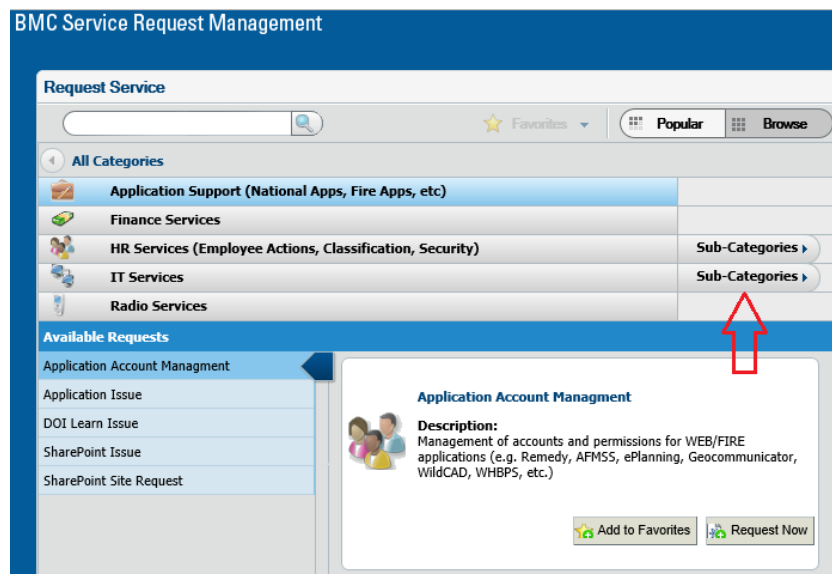 BMC Service Request Management
Request Service
Favorites
Popular
Browse
All Categories
Application Support (National Apps, Fire Apps, etc)
Finance Services
HR Services (Employee Actions, Classification, Security)
Sub-Categories
IT Services
Sub-Categories
Radio Services
Available Requests
Application Account Managment
Application Issue
DOI Learn Issue
SharePoint Issue
SharePoint Site Request
Application Account Managment
Description:
Management of accounts and permissions for WEB/FIRE
applications (e.g. Remedy, AFMSS, ePlanning, Geocommunicator,
WildCAD, WHBPS, etc.)
Add to Favorites
Request Now